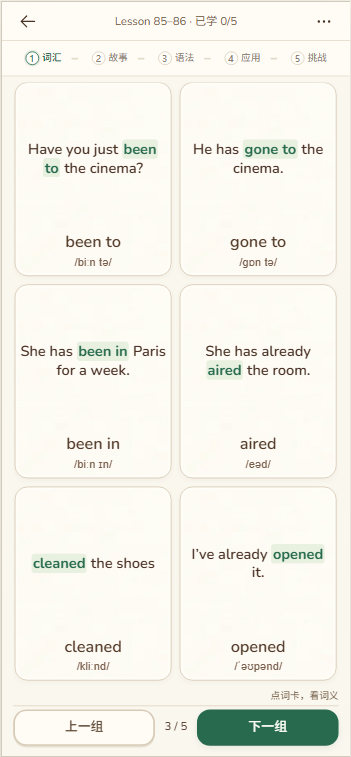 Lesson 85–86 · 已学 0/5
1 词汇 – 2 故事 – 3 语法 – 4 应用 – 5 挑战
Have you just been
to the cinema?
been to
/biːn tə/
He has gone to the
cinema.
gone to
/ɡɒn tə/
She has been in Paris
for a week.
been in
/biːn ɪn/
She has already
aired the room.
aired
/eəd/
cleaned the shoes
cleaned
/kliːnd/
I’ve already opened
it.
opened
/ˈəʊpənd/
点词卡，看词义
上一组
3 / 5
下一组